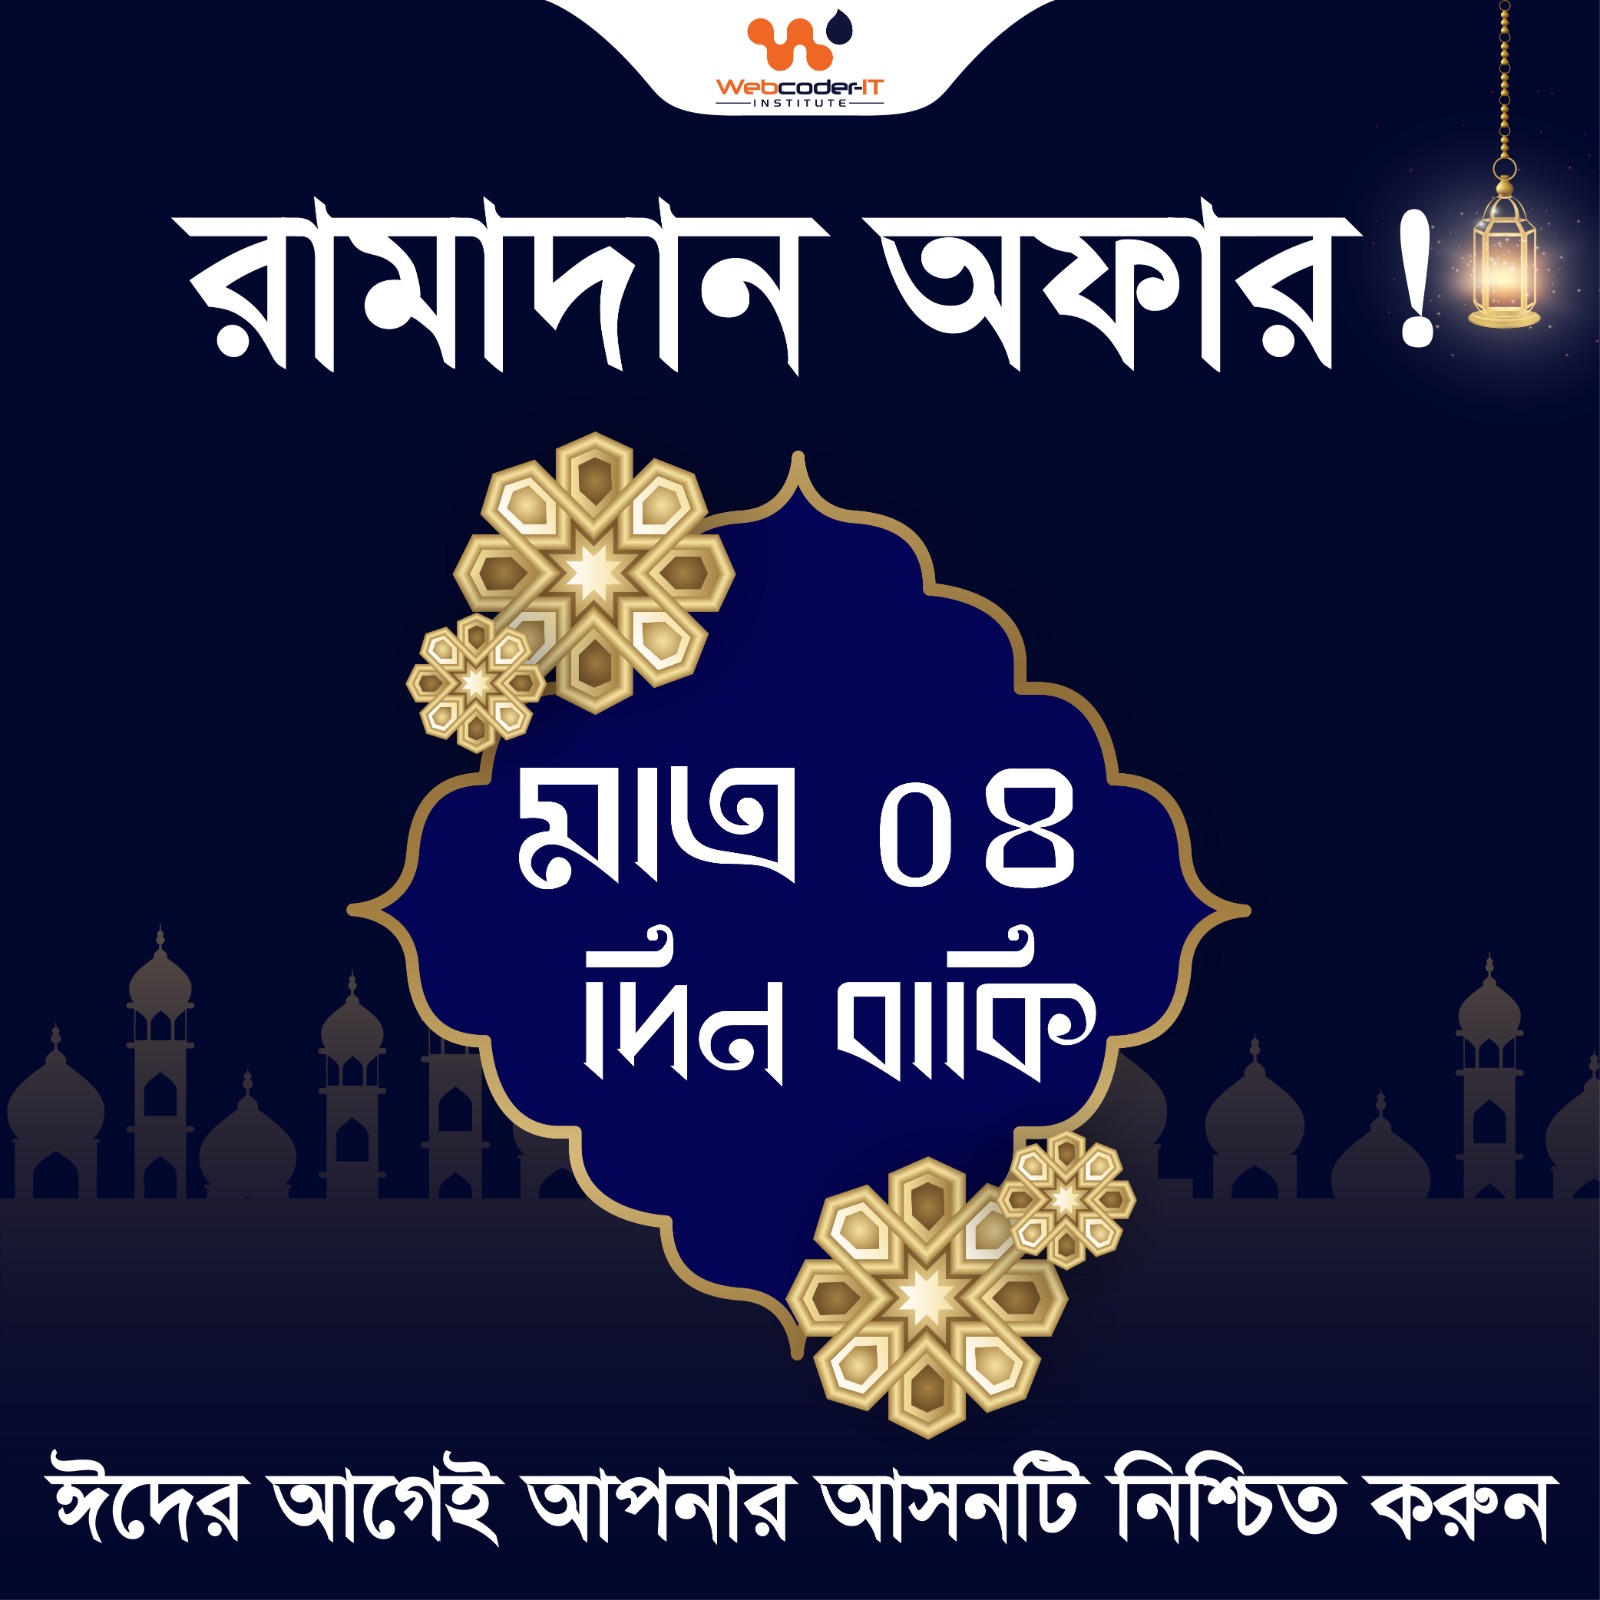 Webcoder-IT
INSTITUTE
রামাদান অফার !
মাত্র ০৪
দিন বাকি
ঈদের আগেই আপনার আসনটি নিশ্চিত করুন